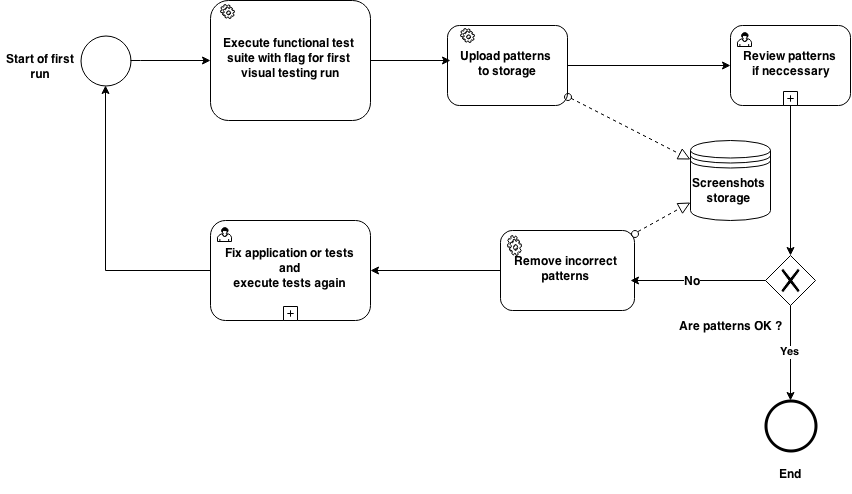 Start of first
run
Execute functional test
suite with flag for first
visual testing run
Upload patterns
to storage
Review patterns
if neccessary
Screenshots
storage
Fix application or tests
and
execute tests again
Remove incorrect
patterns
No
Are patterns OK ?
Yes
End